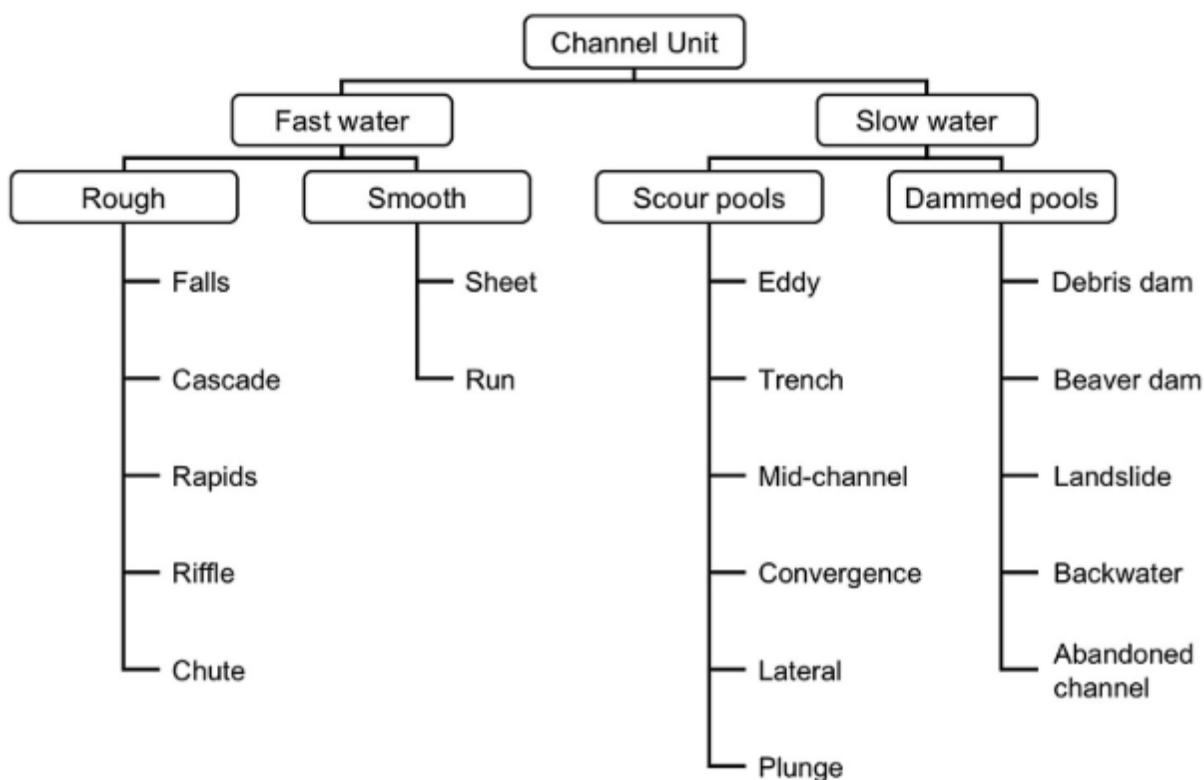 Channel Unit
Fast water
Slow water
Rough
Smooth
Scour pools
Dammed pools
Falls
Cascade
Rapids
Riffle
Chute
Sheet
Run
Eddy
Trench
Mid-channel
Convergence
Lateral
Plunge
Debris dam
Beaver dam
Landslide
Backwater
Abandoned
channel